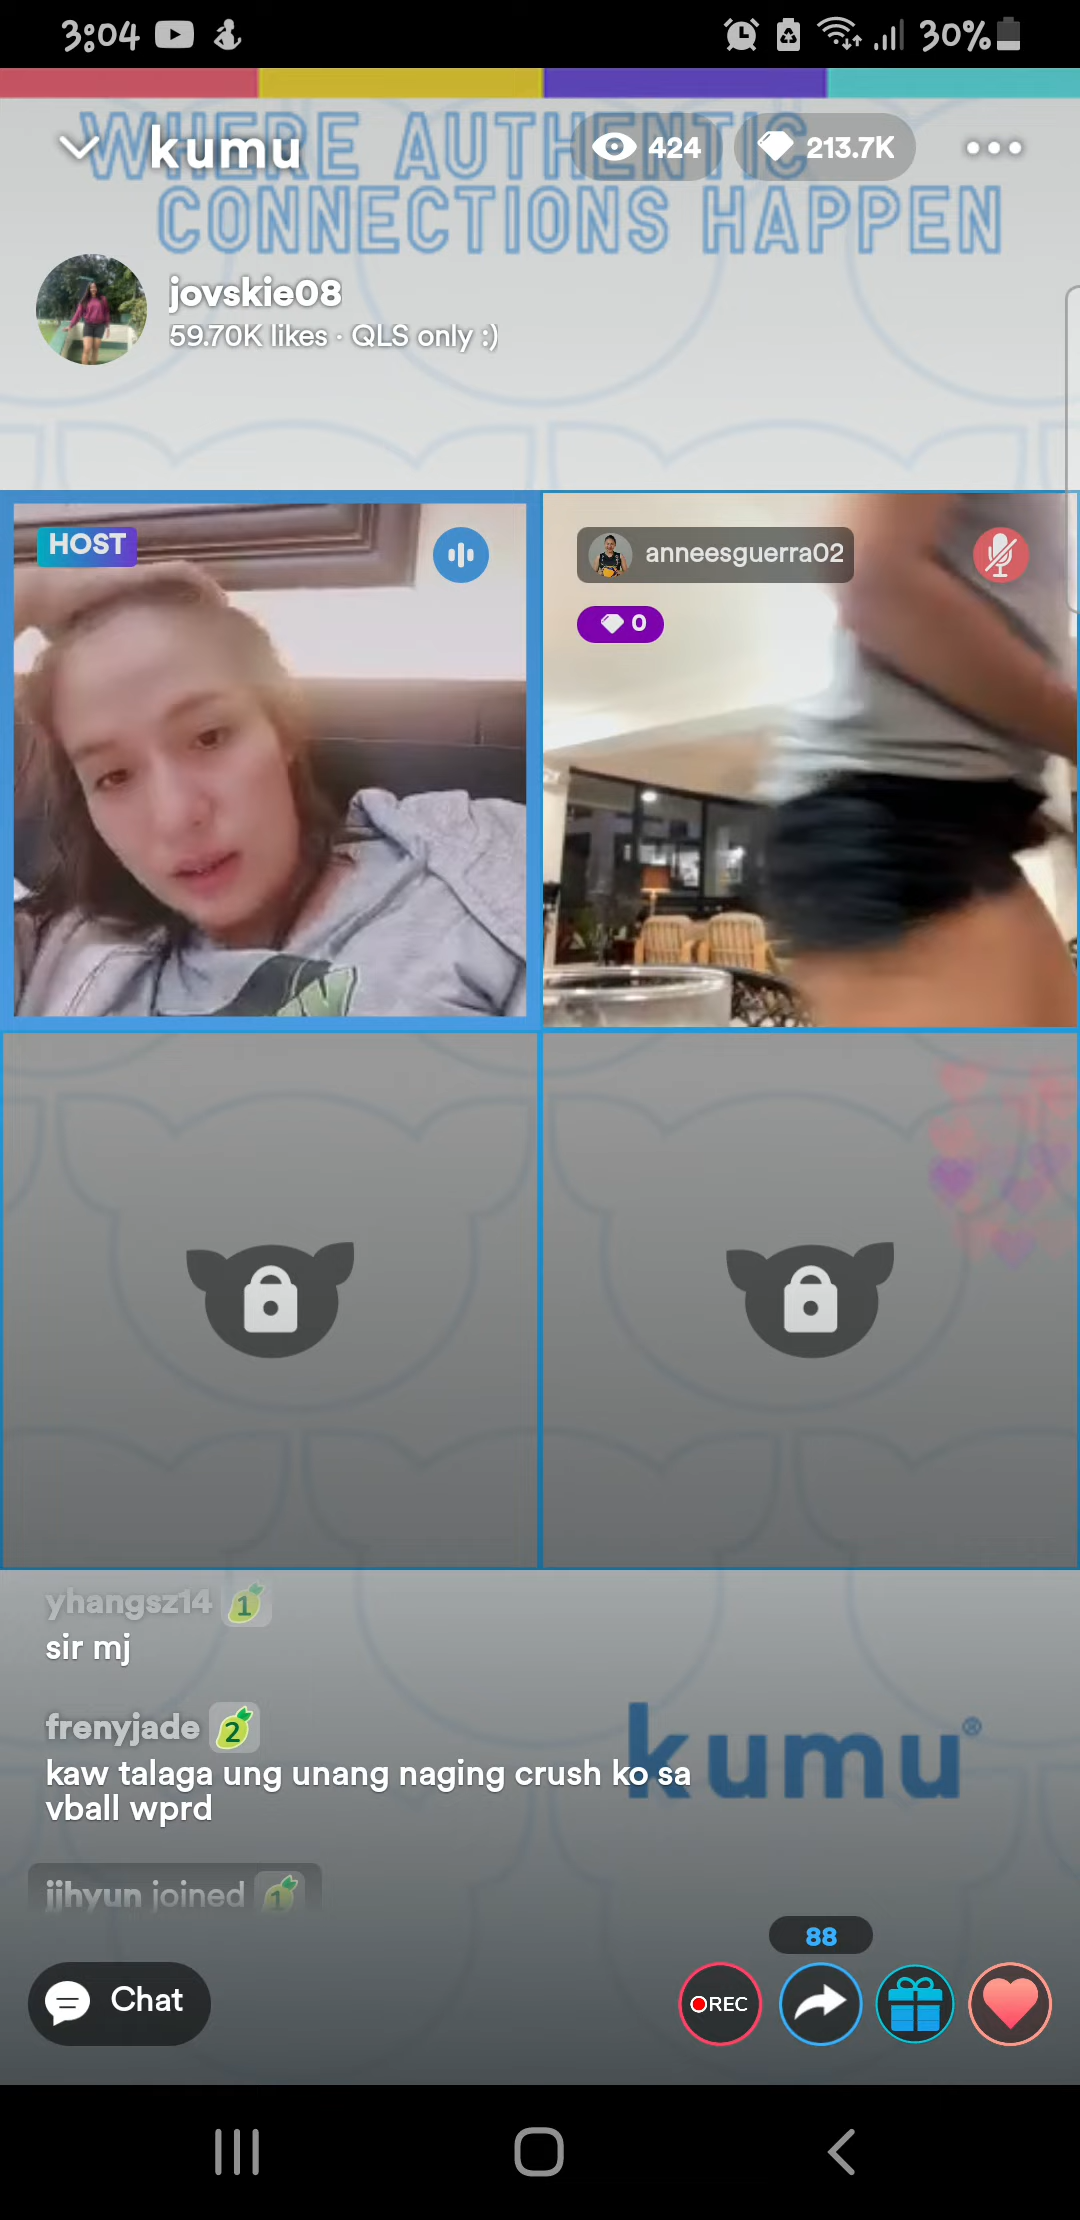 3:04
30%
WHERE AUTHENTIC
kumu
424
213.7K
CONNECTIONS HAPPEN
jovskie08
59.70K likes · QLS only :)
HOST
anneesguerra02
0
yhangsz14 1
sir mj
frenyjade 2
kaw talaga ung unang naging crush ko sa
vball wprd
kumu®
jjhyun joined 1
88
Chat
REC